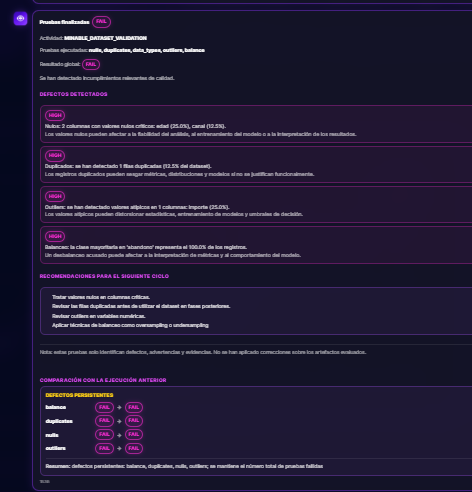 Pruebas finalizadas FAIL
Actividad: MINABLE_DATASET_VALIDATION
Pruebas ejecutadas: nulls, duplicates, data_types, outliers, balance
Resultado global: FAIL
Se han detectado incumplimientos relevantes de calidad.
DEFECTOS DETECTADOS
HIGH
Nulos: 2 columnas con valores nulos críticos: edad (25.0%), canal (12.5%).
Los valores nulos pueden afectar a la fiabilidad del análisis, al entrenamiento del modelo o a la interpretación de los resultados.
HIGH
Duplicados: se han detectado 1 filas duplicadas (12.5% del dataset).
Los registros duplicados pueden sesgar métricas, distribuciones y modelos si no se justifican funcionalmente.
HIGH
Outliers: se han detectado valores atípicos en 1 columnas: importe (25.0%).
Los valores atípicos pueden distorsionar estadísticas, entrenamiento de modelos y umbrales de decisión.
HIGH
Balanceo: la clase mayoritaria en 'abandono' representa el 100.0% de los registros.
Un desbalanceo acusado puede afectar a la interpretación de métricas y al comportamiento del modelo.
RECOMENDACIONES PARA EL SIGUIENTE CICLO
Tratar valores nulos en columnas críticas.
Revisar las filas duplicadas antes de utilizar el dataset en fases posteriores.
Revisar outliers en variables numéricas.
Aplicar técnicas de balanceo como oversampling o undersampling
Nota: estas pruebas solo identifican defectos, advertencias y evidencias. No se han aplicado correcciones sobre los artefactos evaluados.
COMPARACIÓN CON LA EJECUCIÓN ANTERIOR
DEFECTOS PERSISTENTES
balance FAIL → FAIL
duplicates FAIL → FAIL
nulls FAIL → FAIL
outliers FAIL → FAIL
Resumen: defectos persistentes: balance, duplicates, nulls, outliers; se mantiene el número total de pruebas fallidas